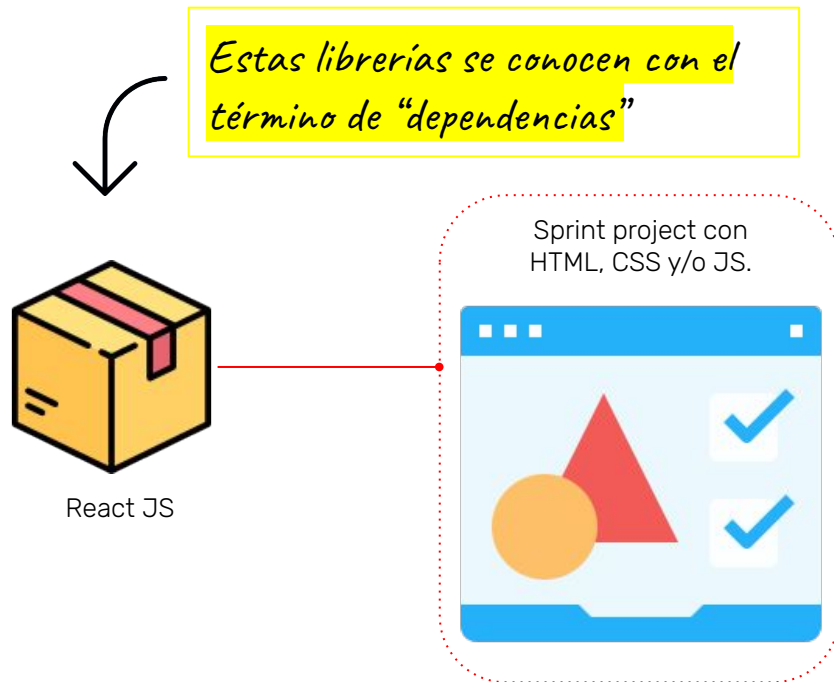 Estas librerías se conocen con el
término de “dependencias”
Sprint project con
HTML, CSS y/o JS.
React JS